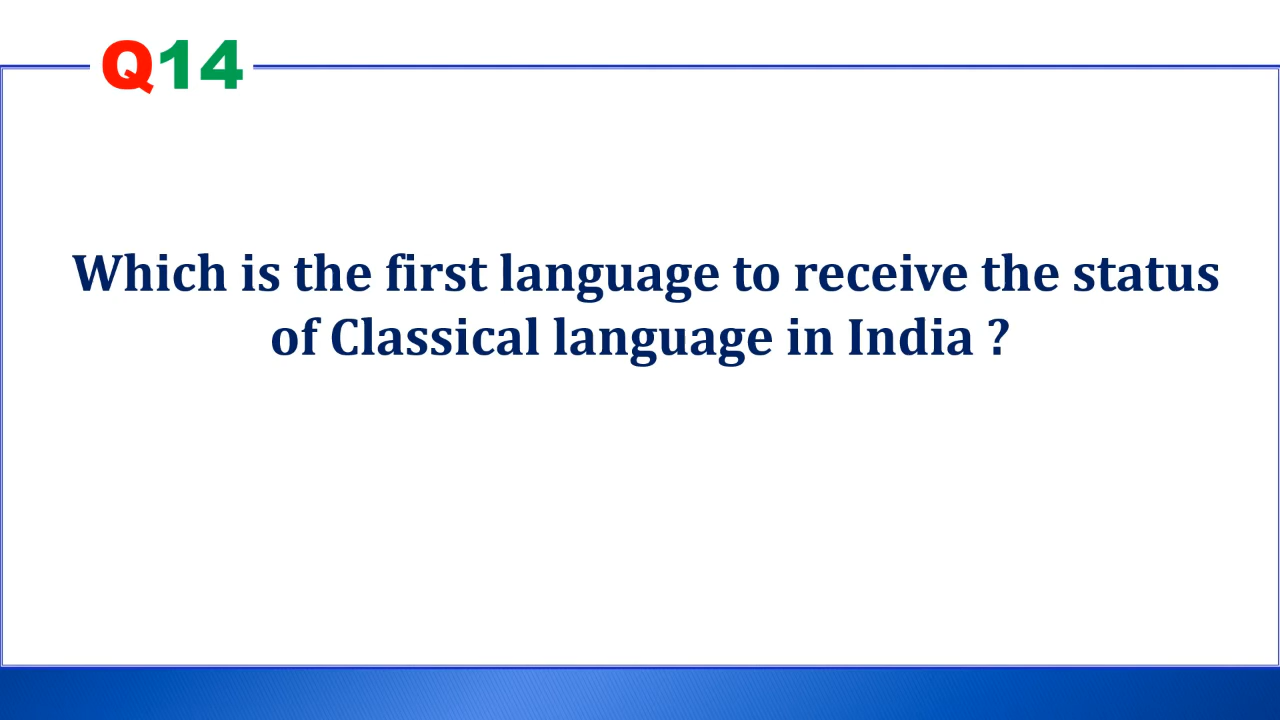 Q14
Which is the first language to receive the status
of Classical language in India ?